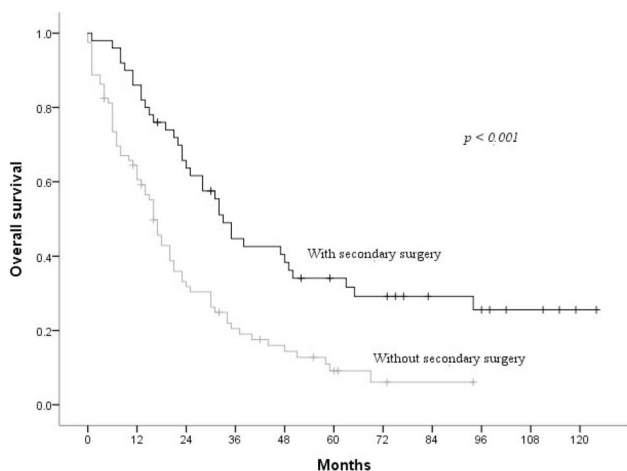 1.0
0.8
p < 0.001
0.6
Overall survival
With secondary surgery
0.4
0.2
Without secondary surgery
0.0
0 12 24 36 48 60 72 84 96 108 120
Months